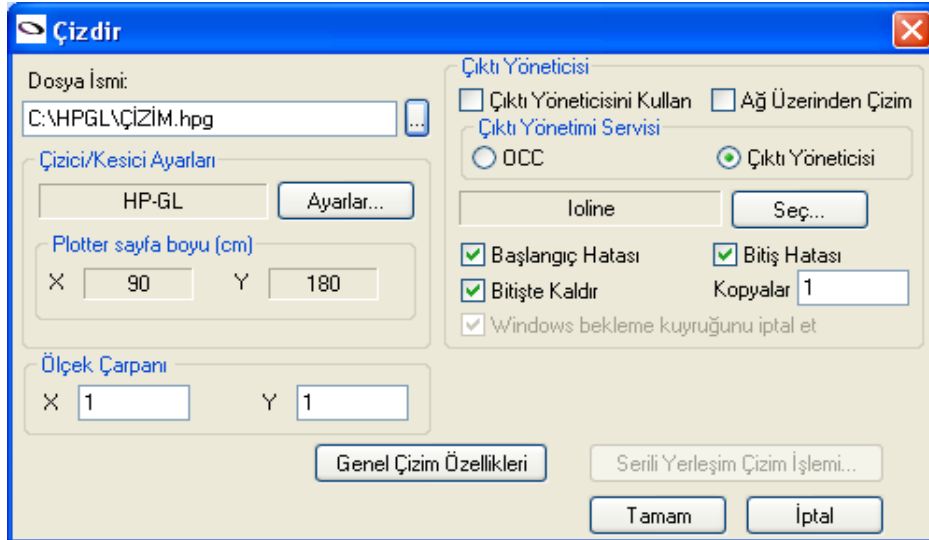 Çizdir
Dosya İsmi:
C:\HPGL\ÇİZİM.hpg
...
Çizici/Kesici Ayarları
HP-GL
Ayarlar...
Plotter sayfa boyu (cm)
X 90 Y 180
Ölçek Çarpanı
X 1 Y 1
Çıktı Yöneticisi
Çıktı Yöneticisini Kullan Ağ Üzerinden Çizim
Çıktı Yönetimi Servisi
OCC Çıktı Yöneticisi
Ioline Seç...
Başlangıç Hatası Bitiş Hatası
Bitişte Kaldır Kopyalar 1
Windows bekleme kuyruğunu iptal et
Genel Çizim Özellikleri Serili Yerleşim Çizim İşlemi...
Tamam İptal